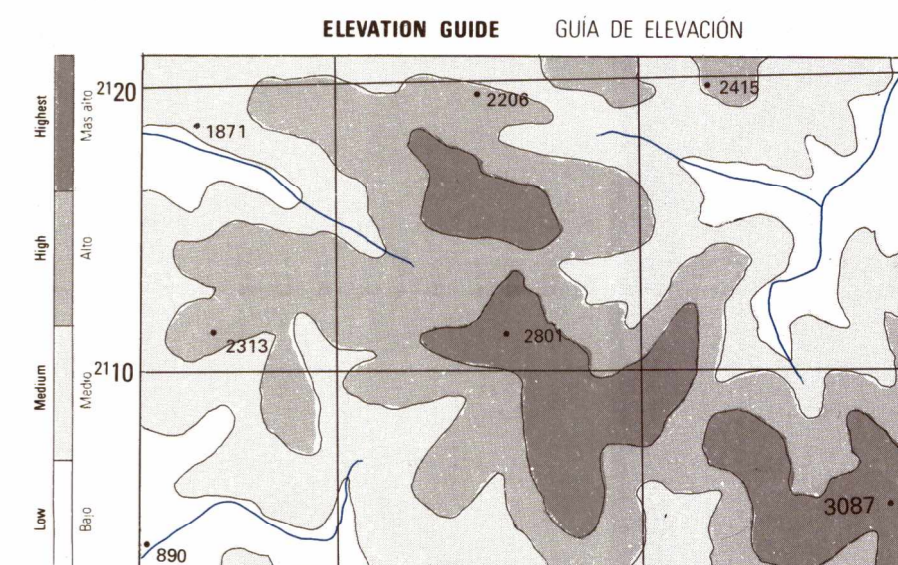 ELEVATION GUIDE GUÍA DE ELEVACIÓN
Highest Mas alto
High Alto
Medium Medio
Low Bajo
2120
2110
2206
2415
1871
2313
2801
3087
890